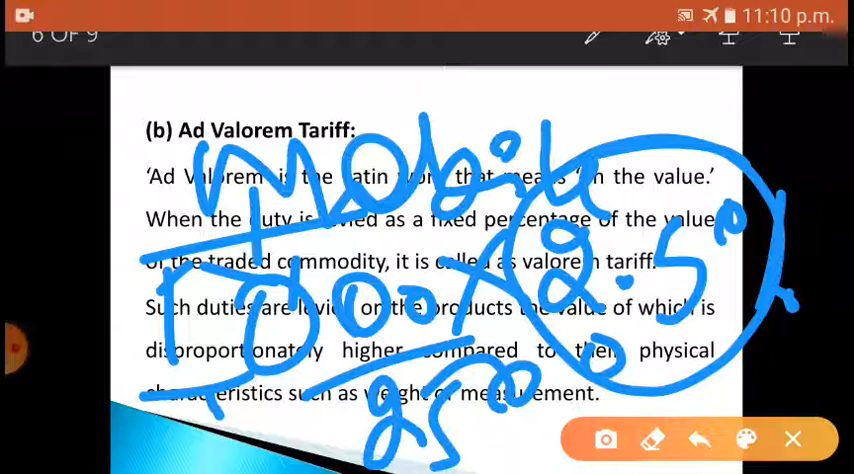 11:10 p.m.
6 OF 9
(b) Ad Valorem Tariff:
'Ad Valorem' is the Latin word that means 'on the value.'
Mobile
When the duty is levied as a fixed percentage of the value
of the traded commodity, it is called as valorem tariff.
2.5
Such duties are levied on the products the value of which is
disproportionately higher compared to their physical
characteristics such as weight or measurement.
25